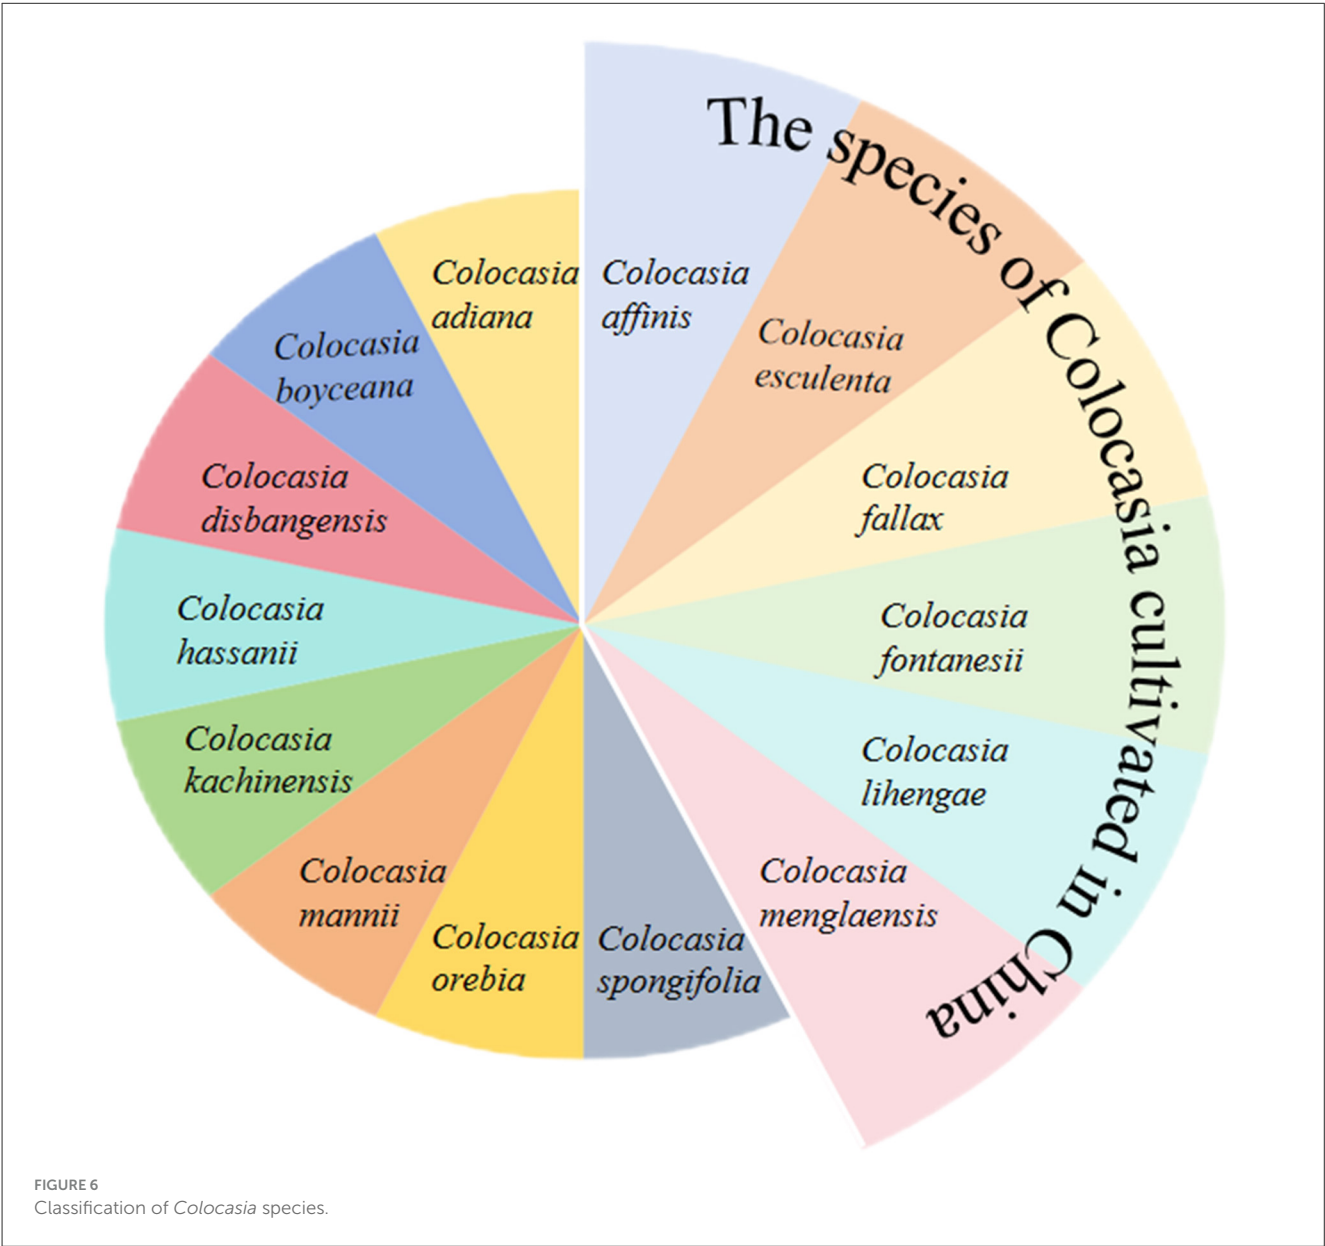 The species of Colocasia cultivated in China
Colocasia
affinis
Colocasia
esculenta
Colocasia
fallax
Colocasia
fontanesii
Colocasia
lihengae
Colocasia
menglaensis
Colocasia
spongifolia
Colocasia
orebia
Colocasia
mannii
Colocasia
kachinensis
Colocasia
hassanii
Colocasia
disbangensis
Colocasia
boyceana
Colocasia
adiana
FIGURE 6
Classification of Colocasia species.